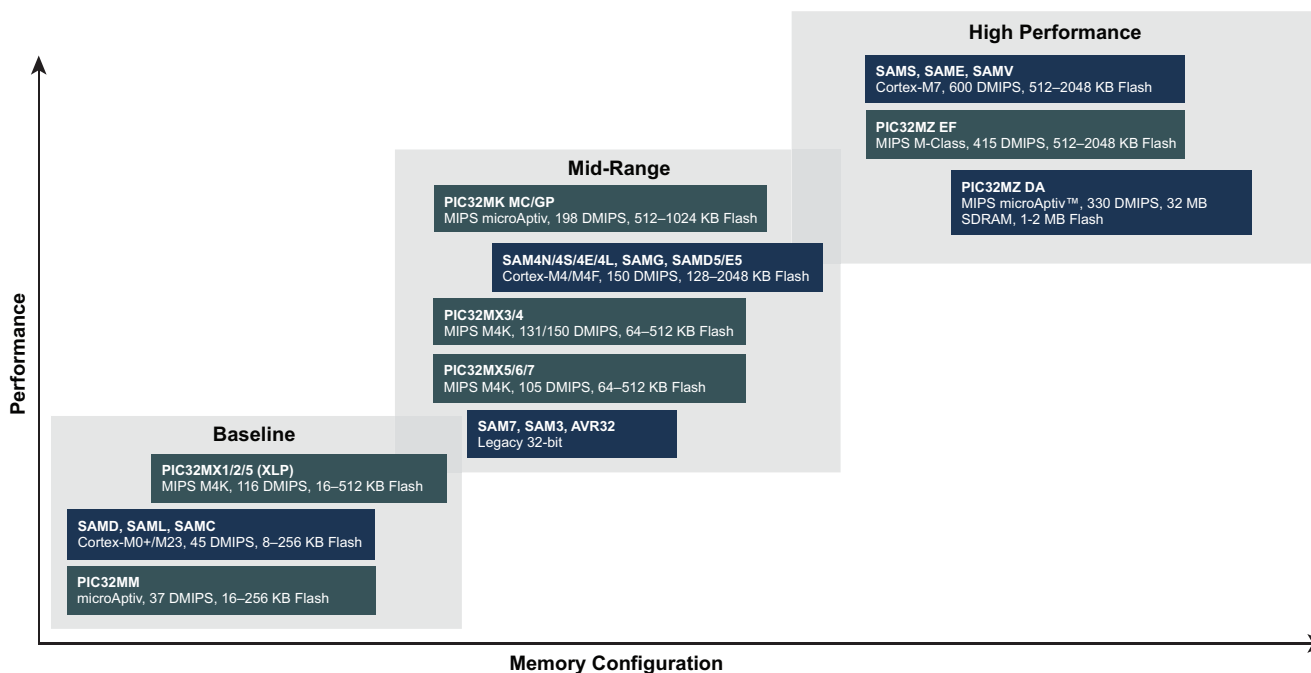 High Performance
SAMS, SAME, SAMV
Cortex-M7, 600 DMIPS, 512–2048 KB Flash
PIC32MZ EF
MIPS M-Class, 415 DMIPS, 512–2048 KB Flash
PIC32MZ DA
MIPS microAptiv™, 330 DMIPS, 32 MB
SDRAM, 1-2 MB Flash
Mid-Range
PIC32MK MC/GP
MIPS microAptiv, 198 DMIPS, 512–1024 KB Flash
SAM4N/4S/4E/4L, SAMG, SAMD5/E5
Cortex-M4/M4F, 150 DMIPS, 128–2048 KB Flash
PIC32MX3/4
MIPS M4K, 131/150 DMIPS, 64–512 KB Flash
PIC32MX5/6/7
MIPS M4K, 105 DMIPS, 64–512 KB Flash
SAM7, SAM3, AVR32
Legacy 32-bit
Baseline
PIC32MX1/2/5 (XLP)
MIPS M4K, 116 DMIPS, 16–512 KB Flash
SAMD, SAML, SAMC
Cortex-M0+/M23, 45 DMIPS, 8–256 KB Flash
PIC32MM
microAptiv, 37 DMIPS, 16–256 KB Flash
Performance
Memory Configuration